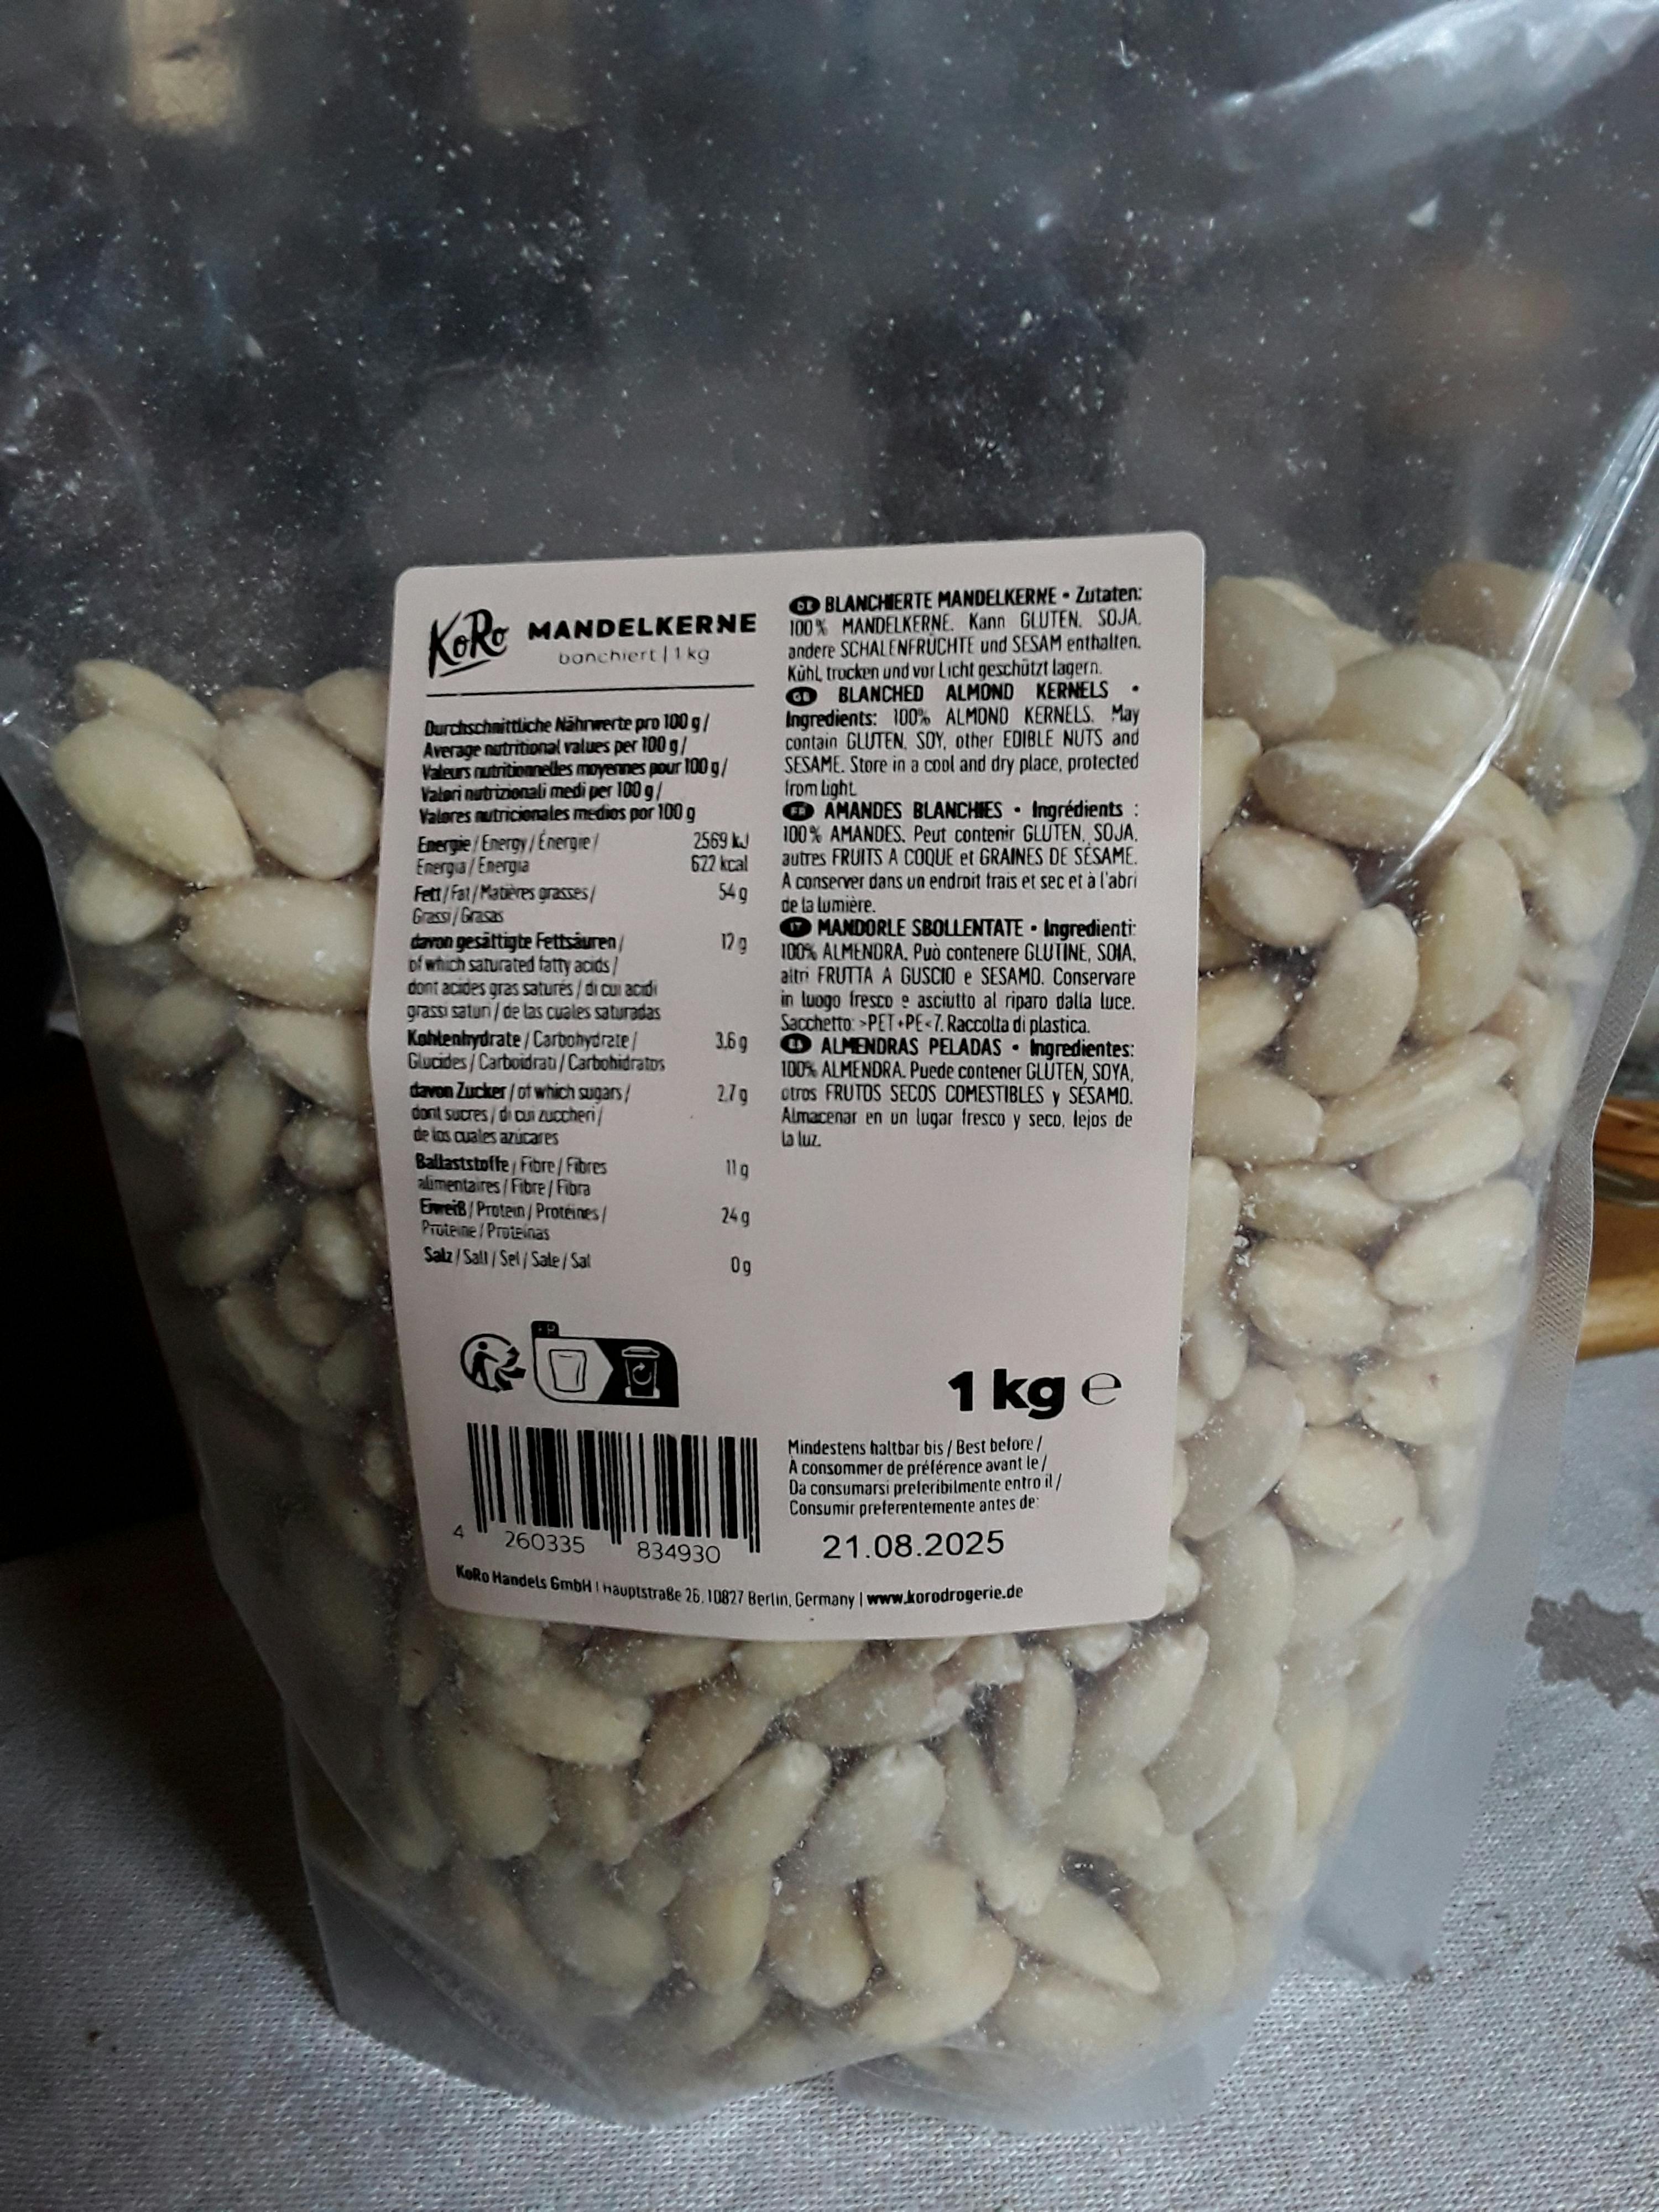 KoRo MANDELKERNE
banchiert | 1 kg
Durchschnittliche Nährwerte pro 100 g /
Average nutritional values per 100 g /
Valeurs nutritionnelles moyennes pour 100 g /
Valori nutrizionali medi per 100 g /
Valores nutricionales medios por 100 g
Energie / Energy / Énergie / 2569 kJ
Energia / Energía 622 kcal
Fett / Fat / Matières grasses / 54 g
Grassi / Grasas
davon gesättigte Fettsäuren / 12 g
of which saturated fatty acids /
dont acides gras saturés / di cui acidi
grassi saturi / de las cuales saturadas
Kohlenhydrate / Carbohydrate / 3,6 g
Glucides / Carboidrati / Carbohidratos
davon Zucker / of which sugars / 2,7 g
dont sucres / di cui zuccheri /
de los cuales azúcares
Ballaststoffe / Fibre / Fibres 11 g
alimentaires / Fibre / Fibra
Eiweiß / Protein / Protéines / 24 g
Proteine / Proteínas
Salz / Salt / Sel / Sale / Sal 0 g
DE BLANCHIERTE MANDELKERNE • Zutaten:
100% MANDELKERNE. Kann GLUTEN, SOJA,
andere SCHALENFRÜCHTE und SESAM enthalten.
Kühl, trocken und vor Licht geschützt lagern.
GB BLANCHED ALMOND KERNELS •
Ingredients: 100% ALMOND KERNELS. May
contain GLUTEN, SOY, other EDIBLE NUTS and
SESAME. Store in a cool and dry place, protected
from light.
FR AMANDES BLANCHIES • Ingrédients :
100% AMANDES. Peut contenir GLUTEN, SOJA,
autres FRUITS A COQUE et GRAINES DE SÉSAME.
A conserver dans un endroit frais et sec et à l'abri
de la lumière.
IT MANDORLE SBOLLENTATE • Ingredienti:
100% ALMENDRA. Può contenere GLUTINE, SOIA,
altri FRUTTA A GUSCIO e SESAMO. Conservare
in luogo fresco e asciutto al riparo dalla luce.
Sacchetto: >PET+PE<7. Raccolta di plastica.
ES ALMENDRAS PELADAS • Ingredientes:
100% ALMENDRA. Puede contener GLUTEN, SOYA,
otros FRUTOS SECOS COMESTIBLES y SÉSAMO.
Almacenar en un lugar fresco y seco, lejos de
la luz.
FR
1 kg e
4 260335 834930
Mindestens haltbar bis / Best before /
À consommer de préférence avant le /
Da consumarsi preferibilmente entro il /
Consumir preferentemente antes de:
21.08.2025
KoRo Handels GmbH | Hauptstraße 26, 10827 Berlin, Germany | www.korodrogerie.de